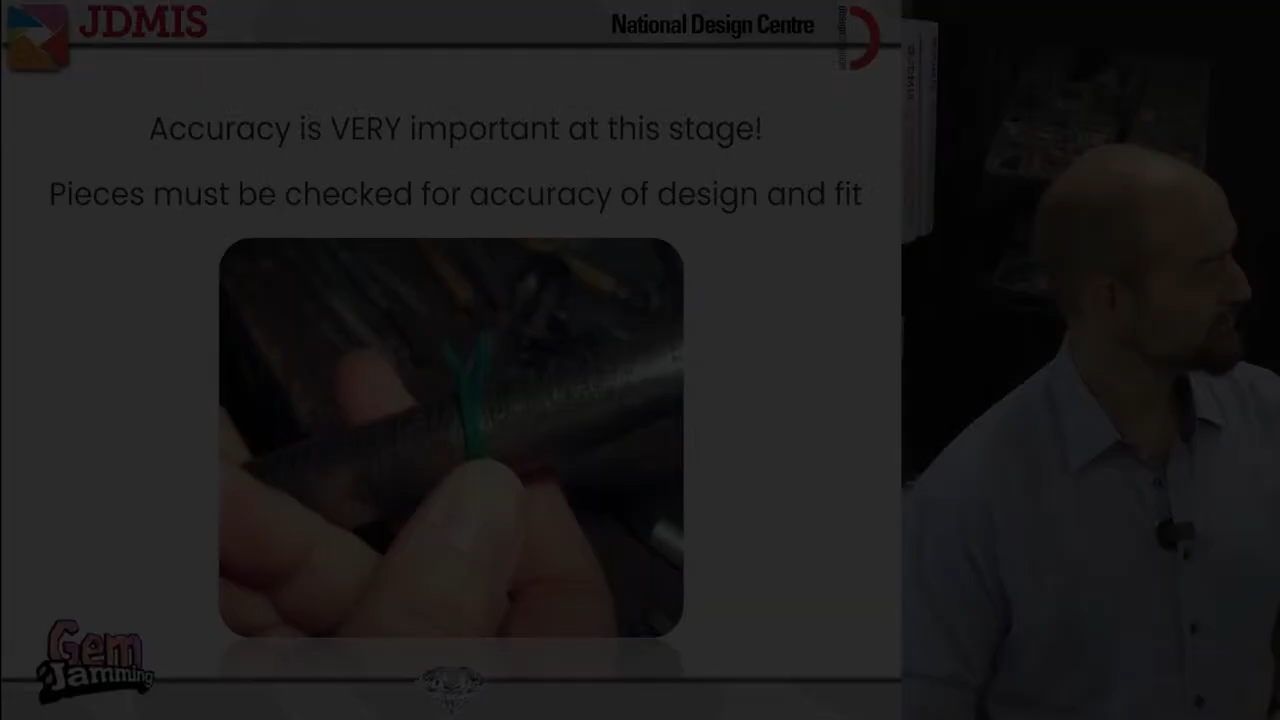 JDMIS
National Design Centre
Accuracy is VERY important at this stage!
Pieces must be checked for accuracy of design and fit
Gem
Jamming